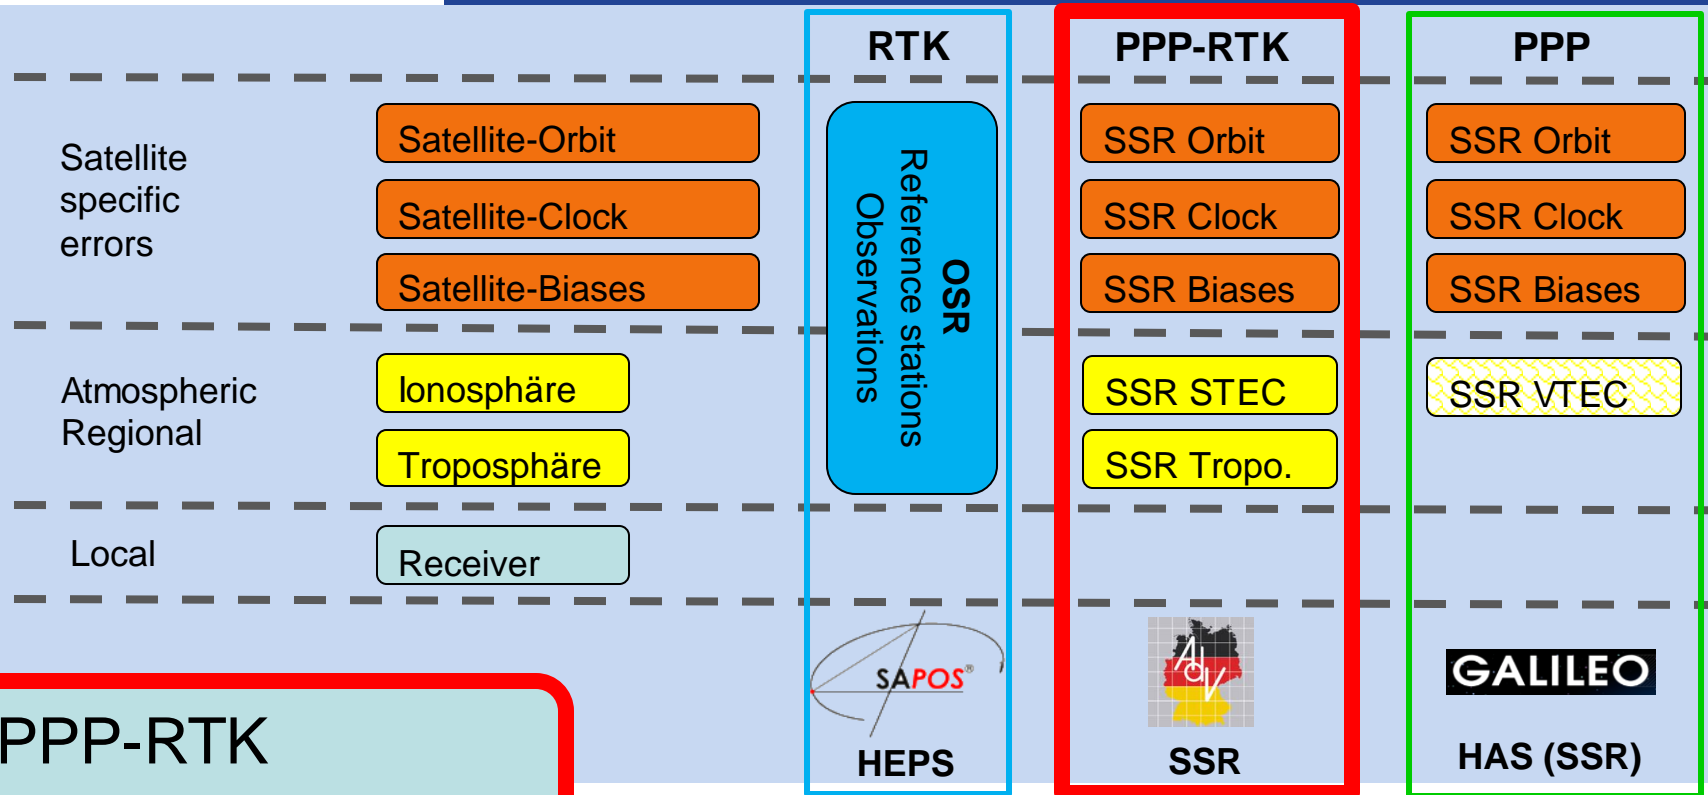 RTK
PPP-RTK
PPP
Satellite
specific
errors
Satellite-Orbit
Satellite-Clock
Satellite-Biases
OSR
Reference stations
Observations
SSR Orbit
SSR Clock
SSR Biases
SSR Orbit
SSR Clock
SSR Biases
Atmospheric
Regional
Ionosphäre
Troposphäre
SSR STEC
SSR Tropo.
SSR VTEC
Local
Receiver
SAPOS®
AdV
GALILEO
HEPS
SSR
HAS (SSR)
PPP-RTK